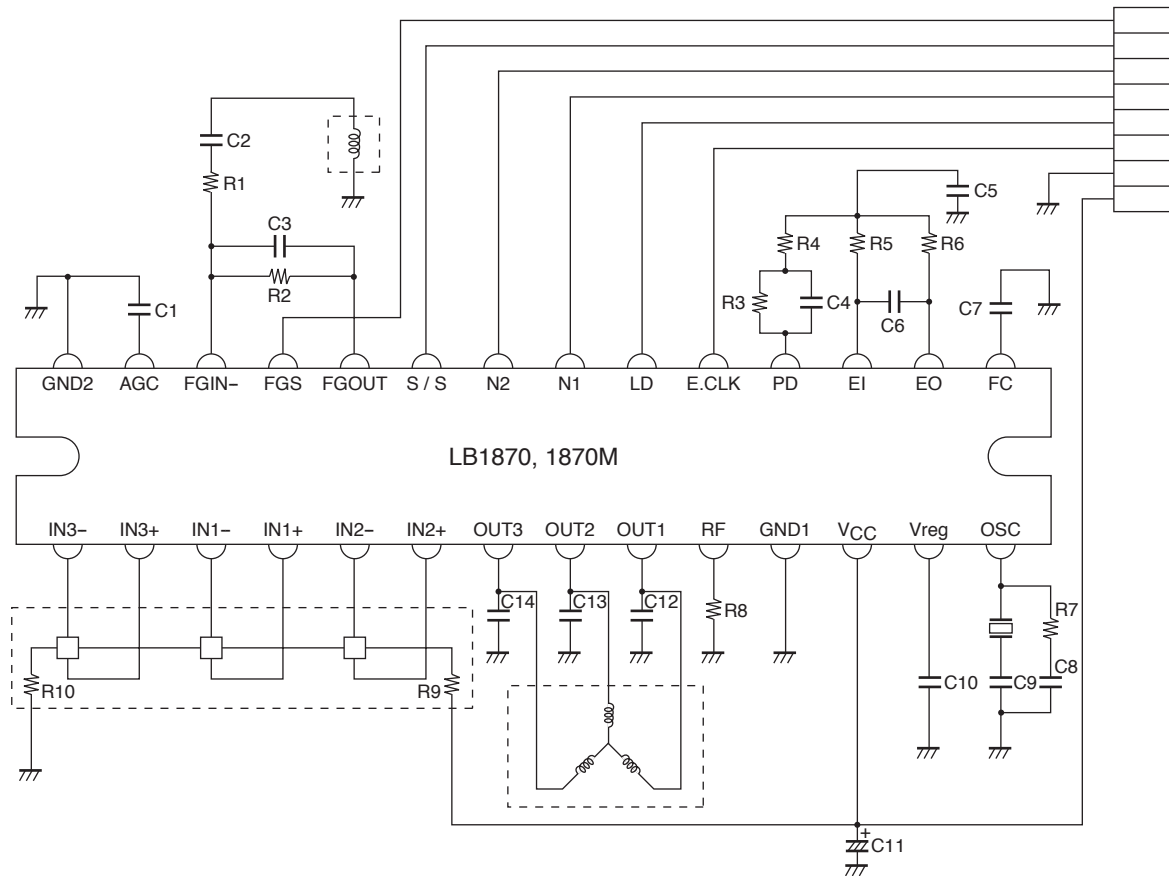 C2
R1
C3
R2
C1
C5
R4
R5
R6
R3
C4
C6
C7
GND2 AGC FGIN− FGS FGOUT S / S N2 N1 LD E.CLK PD EI EO FC
LB1870, 1870M
IN3− IN3+ IN1− IN1+ IN2− IN2+ OUT3 OUT2 OUT1 RF GND1 VCC Vreg OSC
C14 C13 C12
R8
R7
R10
R9
C10
C9
C8
+
C11